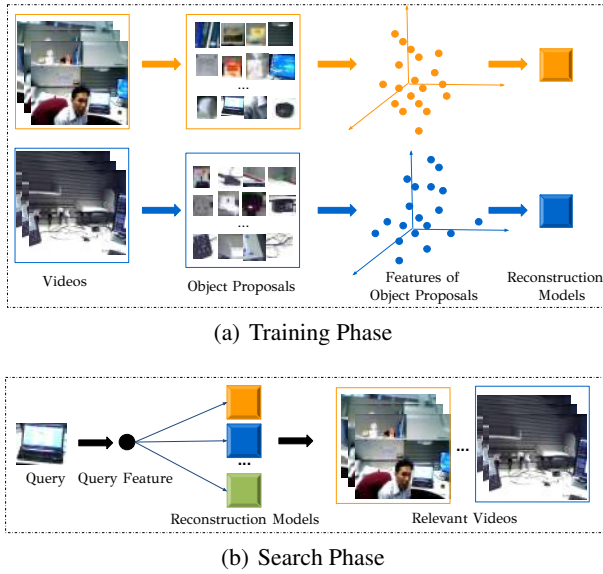 ...
...
Videos
Object Proposals
Features of
Object Proposals
Reconstruction
Models
(a) Training Phase
...
...
Query
Query Feature
Reconstruction Models
Relevant Videos
(b) Search Phase